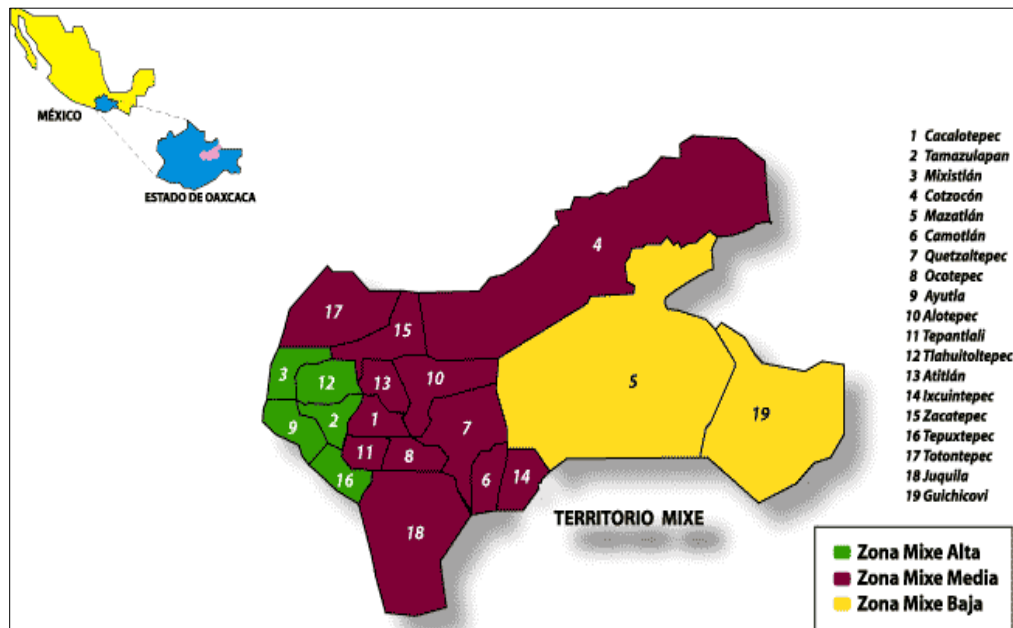 MÉXICO
ESTADO DE OAXCACA
1 Cacalotepec
2 Tamazulapan
3 Mixistlán
4 Cotzocón
5 Mazatlán
6 Camotlán
7 Quetzaltepec
8 Ocotepec
9 Ayutla
10 Alotepec
11 Tepantlali
12 Tlahuitoltepec
13 Atitlán
14 Ixcuintepec
15 Zacatepec
16 Tepuxtepec
17 Totontepec
18 Juquila
19 Guichicovi
4
17
15
3
12
13
10
5
19
1
2
9
7
11
8
16
6
14
18
TERRITORIO MIXE
Zona Mixe Alta
Zona Mixe Media
Zona Mixe Baja